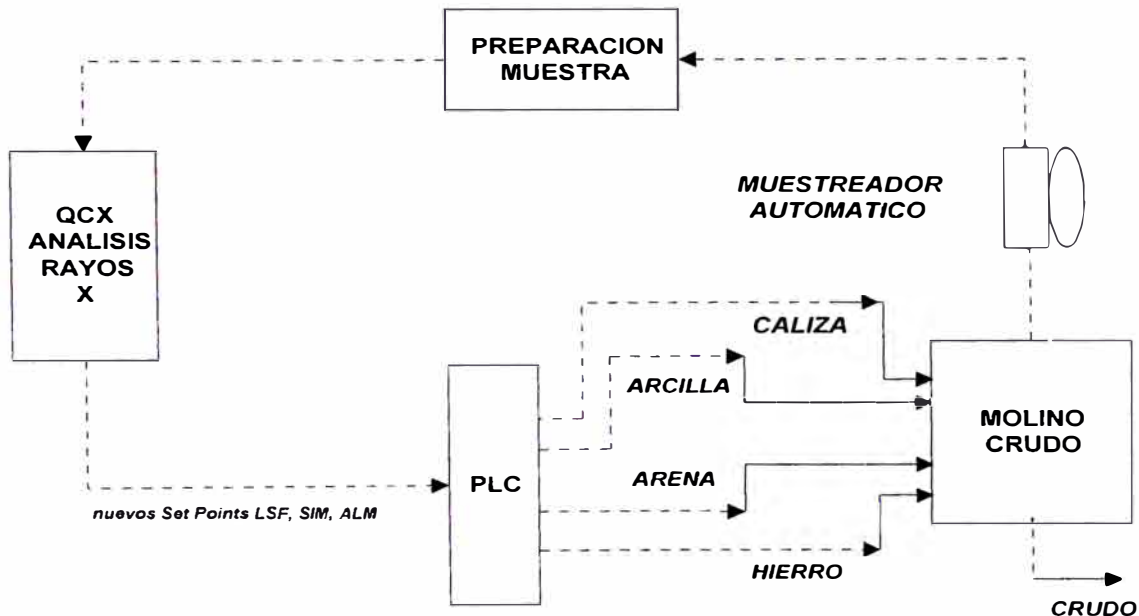 PREPARACION
MUESTRA
QCX
ANALISIS
RAYOS
X
MUESTREADOR
AUTOMATICO
CALIZA
ARCILLA
MOLINO
CRUDO
PLC
ARENA
nuevos Set Points LSF, SIM, ALM
HIERRO
CRUDO